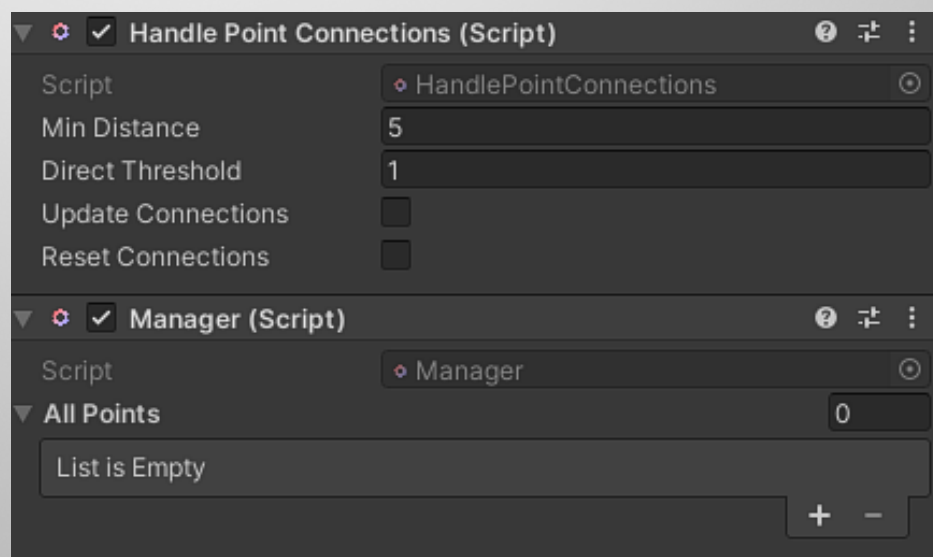 Handle Point Connections (Script)
Script HandlePointConnections
Min Distance 5
Direct Threshold 1
Update Connections
Reset Connections
Manager (Script)
Script Manager
All Points 0
List is Empty